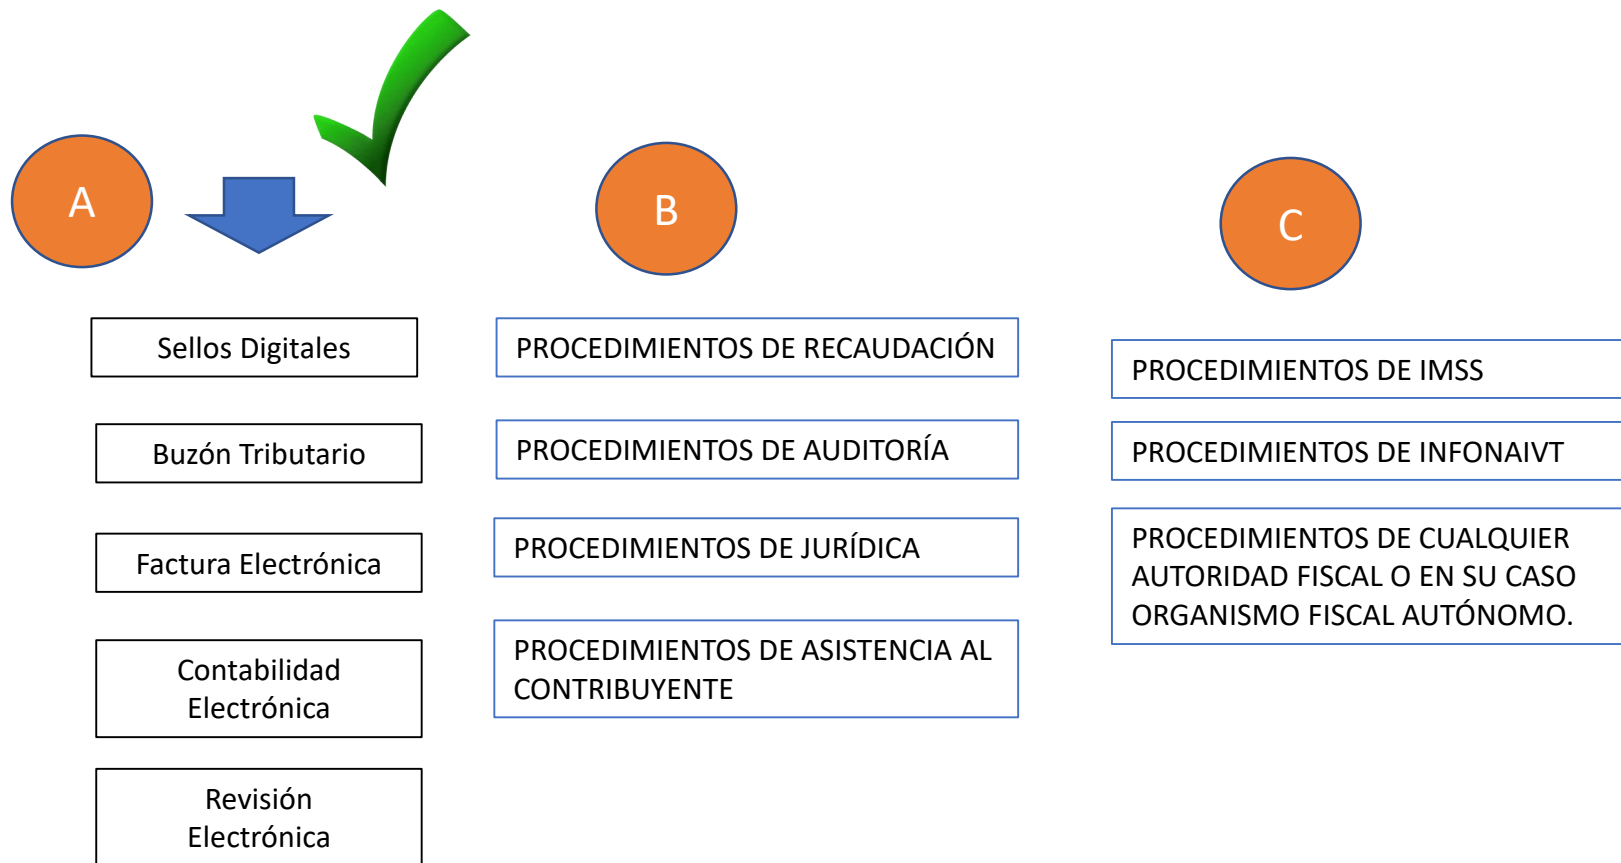 A
Sellos Digitales
Buzón Tributario
Factura Electrónica
Contabilidad
Electrónica
Revisión
Electrónica
B
PROCEDIMIENTOS DE RECAUDACIÓN
PROCEDIMIENTOS DE AUDITORÍA
PROCEDIMIENTOS DE JURÍDICA
PROCEDIMIENTOS DE ASISTENCIA AL
CONTRIBUYENTE
C
PROCEDIMIENTOS DE IMSS
PROCEDIMIENTOS DE INFONAIVT
PROCEDIMIENTOS DE CUALQUIER
AUTORIDAD FISCAL O EN SU CASO
ORGANISMO FISCAL AUTÓNOMO.